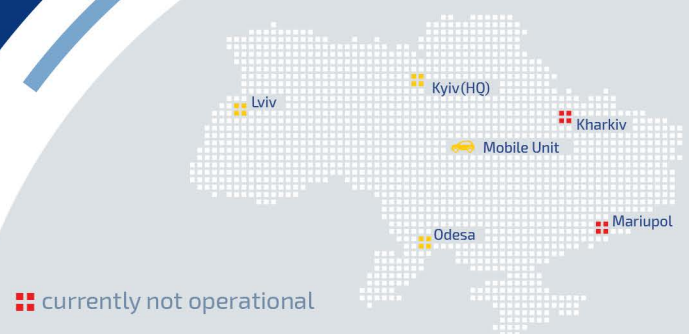 Kyiv(HQ)
Lviv
Kharkiv
Mobile Unit
Mariupol
Odesa
currently not operational